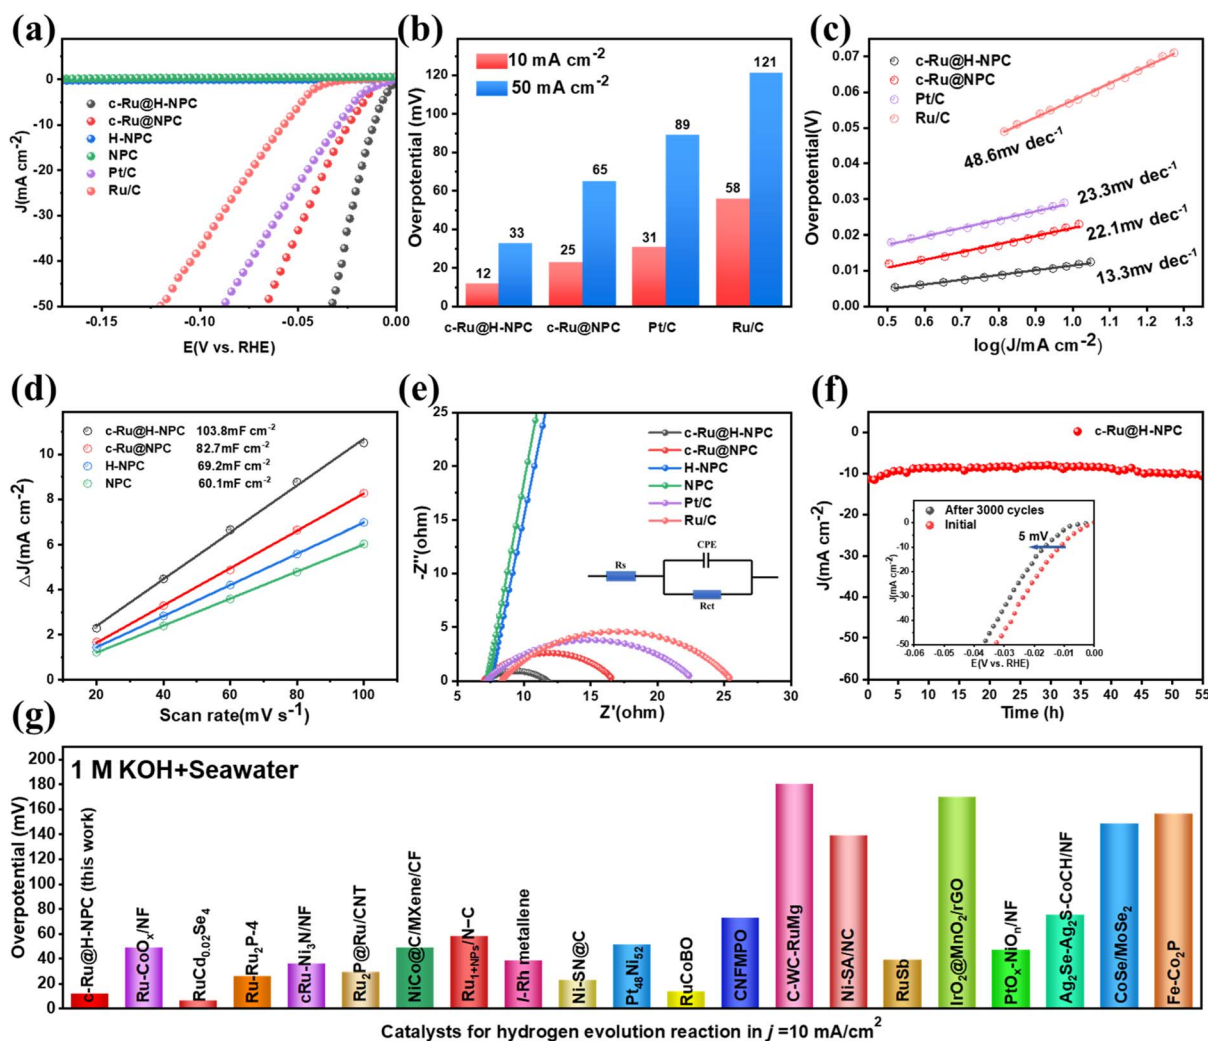 (a)
J(mA cm⁻²)
0
-10
-20
-30
-40
-50
c-Ru@H-NPC
c-Ru@NPC
H-NPC
NPC
Pt/C
Ru/C
-0.15 -0.10 -0.05 0.00
E(V vs. RHE)
(b)
Overpotential (mV)
120
100
80
60
40
20
0
10 mA cm⁻²
50 mA cm⁻²
12 33 25 65 31 89 58 121
c-Ru@H-NPC c-Ru@NPC Pt/C Ru/C
(c)
Overpotential(V)
0.07
0.06
0.05
0.04
0.03
0.02
0.01
0.00
c-Ru@H-NPC
c-Ru@NPC
Pt/C
Ru/C
48.6mv dec⁻¹
23.3mv dec⁻¹
22.1mv dec⁻¹
13.3mv dec⁻¹
0.5 0.6 0.7 0.8 0.9 1.0 1.1 1.2 1.3
log(J/mA cm⁻²)
(d)
△J(mA cm⁻²)
12
10
8
6
4
2
0
c-Ru@H-NPC 103.8mF cm⁻²
c-Ru@NPC 82.7mF cm⁻²
H-NPC 69.2mF cm⁻²
NPC 60.1mF cm⁻²
20 40 60 80 100
Scan rate(mV s⁻¹)
(e)
-Z''(ohm)
25
20
15
10
5
0
c-Ru@H-NPC
c-Ru@NPC
H-NPC
NPC
Pt/C
Ru/C
CPE
Rs
Rct
5 10 15 20 25 30
Z'(ohm)
(f)
J(mA cm⁻²)
0
-10
-20
-30
-40
-50
-60
c-Ru@H-NPC
After 3000 cycles
Initial
5 mV
J(mA cm⁻²)
0
-10
-20
-30
-40
-50
-0.06 -0.05 -0.04 -0.03 -0.02 -0.01 0.00
E(V vs. RHE)
0 5 10 15 20 25 30 35 40 45 50 55
Time (h)
(g)
1 M KOH+Seawater
Overpotential (mV)
200
180
160
140
120
100
80
60
40
20
0
c-Ru@H-NPC (this work)
Ru-CoOₓ/NF
RuCd₀.₀₂Se₄
Ru-Ru₂P-4
cRu-Ni₃N/NF
Ru₂P@Ru/CNT
NiCo@C/MXene/CF
Ru₁₊NPs/N–C
/-Rh metallene
Ni-SN@C
Pt₄₈Ni₅₂
RuCoBO
CNFMPO
C-WC-RuMg
Ni-SA/NC
RuSb
IrO₂@MnO₂/rGO
PtOₓ-NiOₙ/NF
Ag₂Se-Ag₂S-CoCH/NF
CoSe/MoSe₂
Fe-Co₂P
Catalysts for hydrogen evolution reaction in j =10 mA/cm²